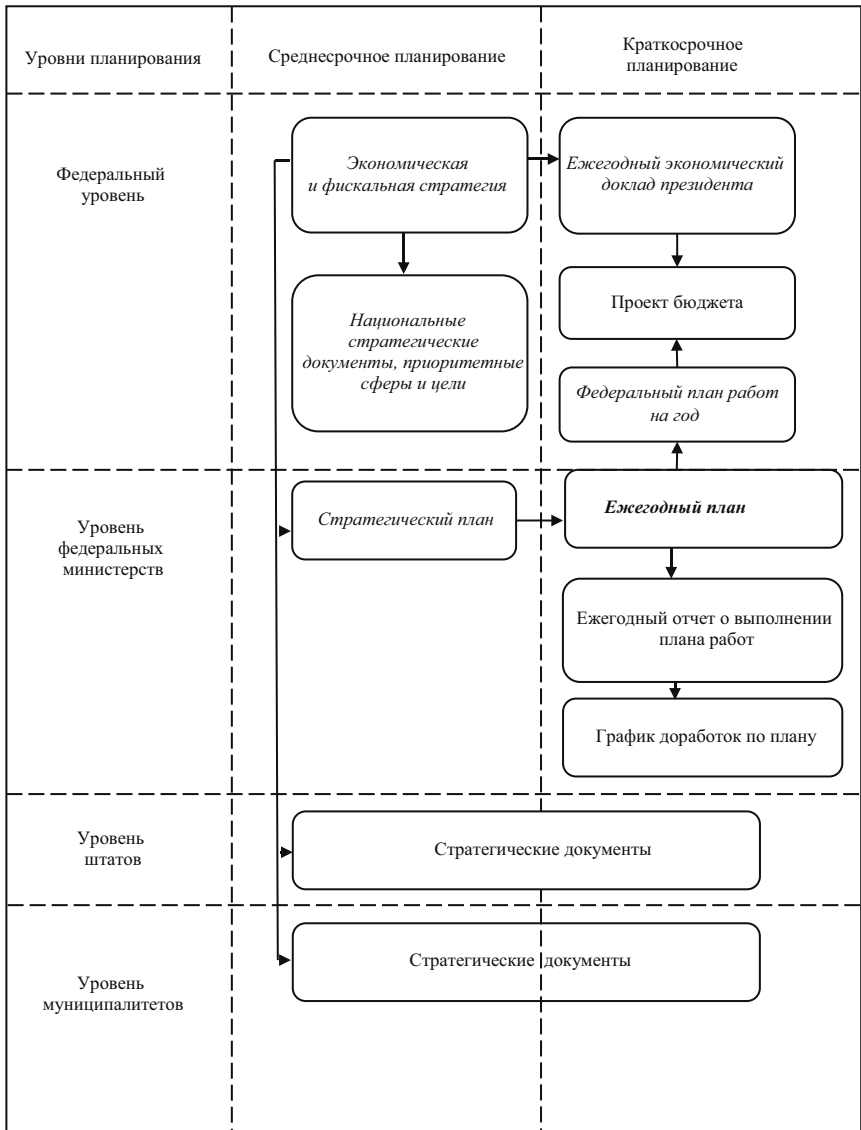 Уровни планирования
Среднесрочное планирование
Краткосрочное
планирование
Федеральный
уровень
Экономическая
и фискальная стратегия
Ежегодный экономический
доклад президента
Национальные
стратегические
документы, приоритетные
сферы и цели
Проект бюджета
Федеральный план работ
на год
Уровень
федеральных
министерств
Стратегический план
Ежегодный план
Ежегодный отчет о выполнении
плана работ
График доработок по плану
Уровень
штатов
Стратегические документы
Уровень
муниципалитетов
Стратегические документы